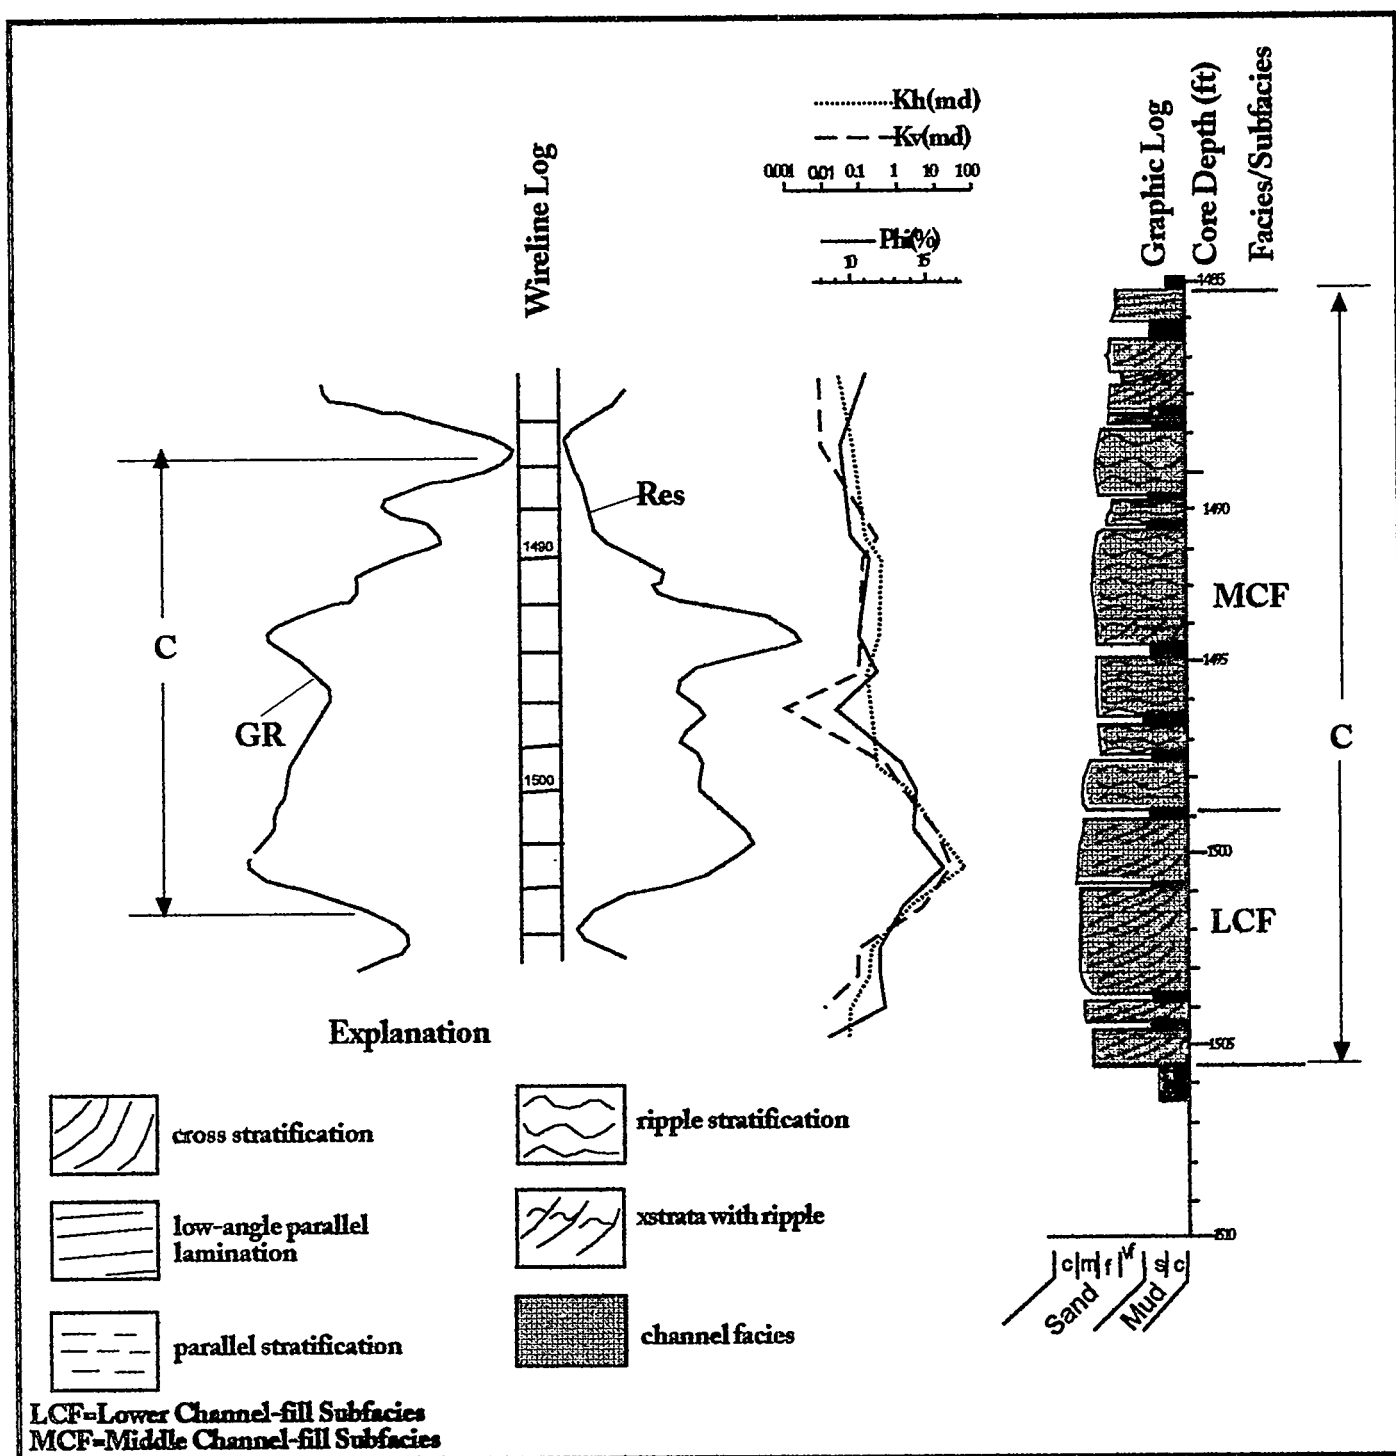 Kh(md)
Kv(md)
0.001 0.01 0.1 1 10 100
Phi(%)
10 15
Wireline Log
Graphic Log
Core Depth (ft)
Facies/Subfacies
1485
Res
1490
1490
MCF
C
1495
GR
C
1500
1500
LCF
1505
Explanation
cross stratification
ripple stratification
low-angle parallel
lamination
xstrata with ripple
parallel stratification
channel facies
1510
c m f vf s c
Sand Mud
LCF=Lower Channel-fill Subfacies
MCF=Middle Channel-fill Subfacies